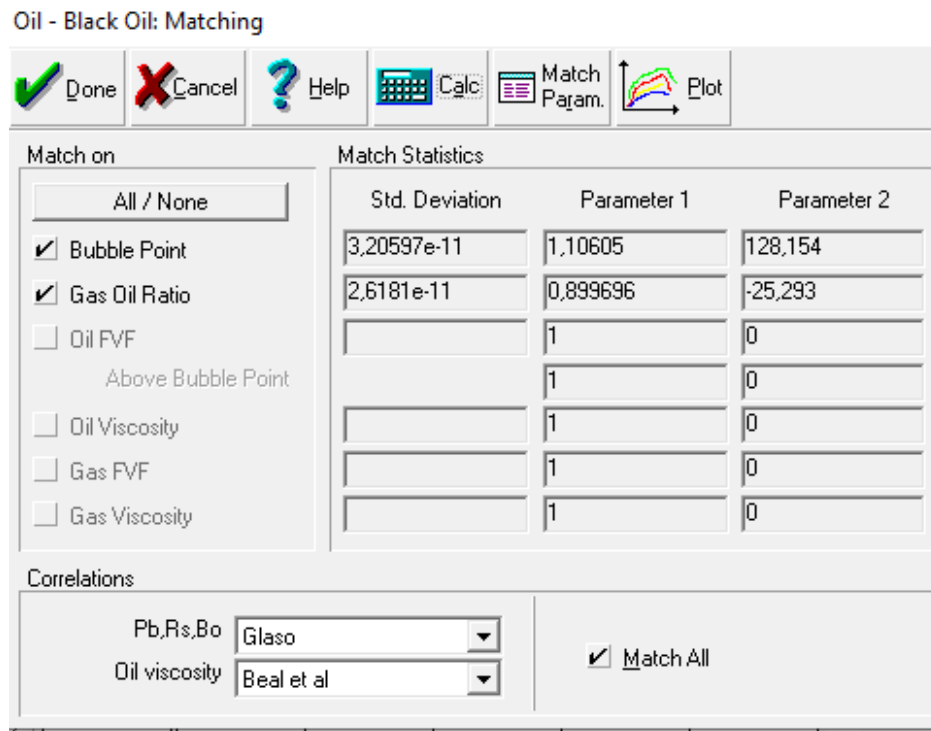 Oil - Black Oil: Matching
Done Cancel Help Calc Match Param. Plot
Match on
All / None
Bubble Point
Gas Oil Ratio
Oil FVF
Above Bubble Point
Oil Viscosity
Gas FVF
Gas Viscosity
Match Statistics
Std. Deviation Parameter 1 Parameter 2
3,20597e-11 1,10605 128,154
2,6181e-11 0,899696 -25,293
1 0
1 0
1 0
1 0
1 0
Correlations
Pb,Rs,Bo Glaso
Oil viscosity Beal et al
Match All